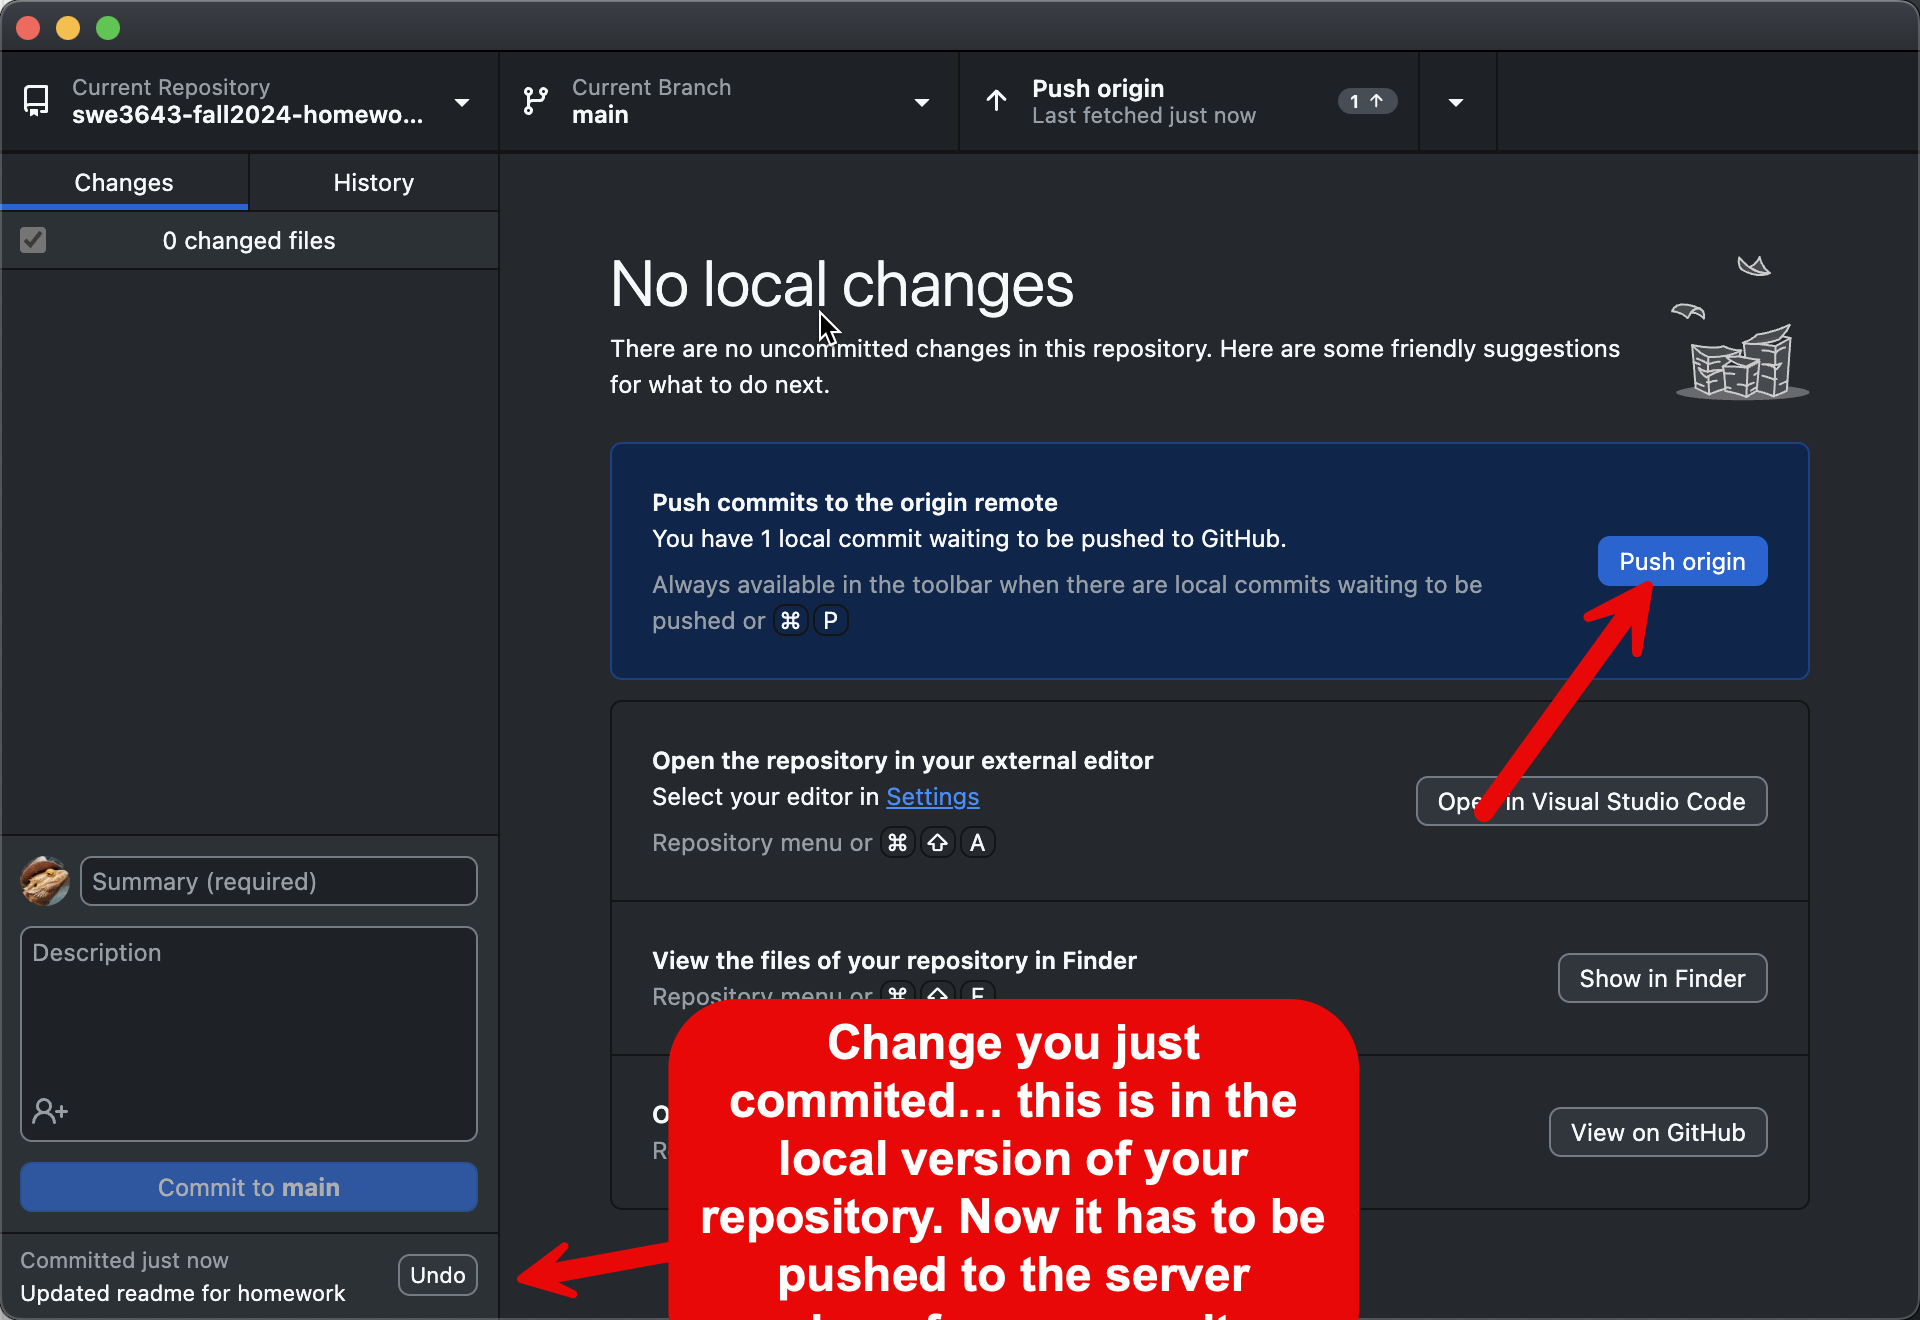 Current Repository
swe3643-fall2024-homewo...
Current Branch
main
Push origin
Last fetched just now
1
Changes
History
0 changed files
No local changes
There are no uncommitted changes in this repository. Here are some friendly suggestions
for what to do next.
Push commits to the origin remote
You have 1 local commit waiting to be pushed to GitHub.
Always available in the toolbar when there are local commits waiting to be
pushed or ⌘ P
Push origin
Open the repository in your external editor
Select your editor in Settings
Repository menu or ⌘ ⇧ A
Open in Visual Studio Code
View the files of your repository in Finder
Repository menu or ⌘ ⇧ F
Show in Finder
View on GitHub
Change you just
commited... this is in the
local version of your
repository. Now it has to be
pushed to the server
Summary (required)
Description
Commit to main
Committed just now
Updated readme for homework
Undo